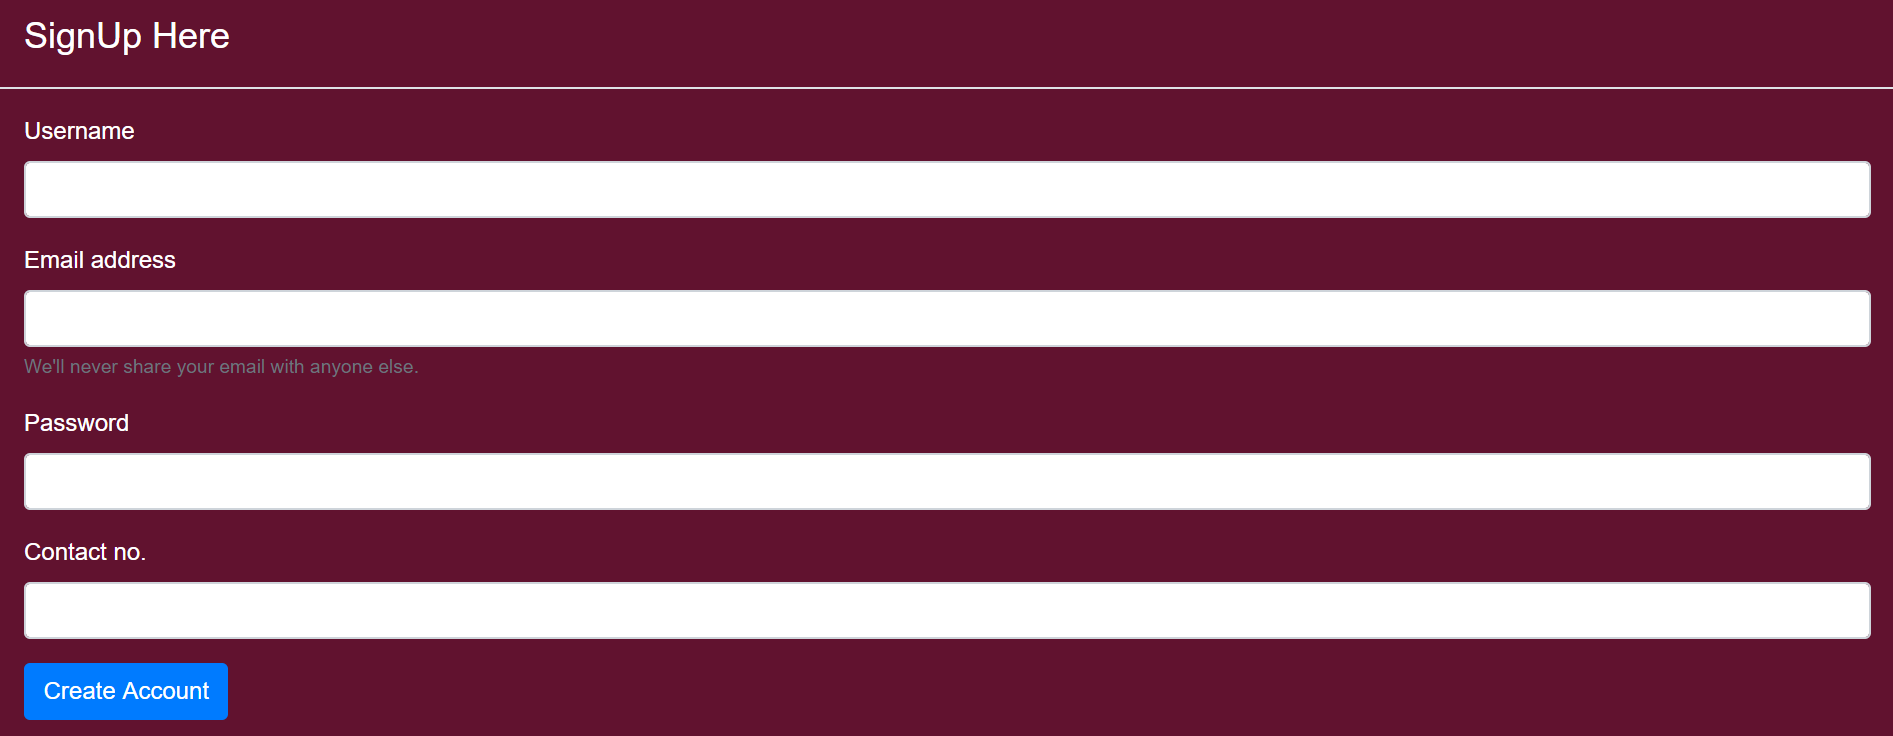 SignUp Here
Username
Email address
We'll never share your email with anyone else.
Password
Contact no.
Create Account